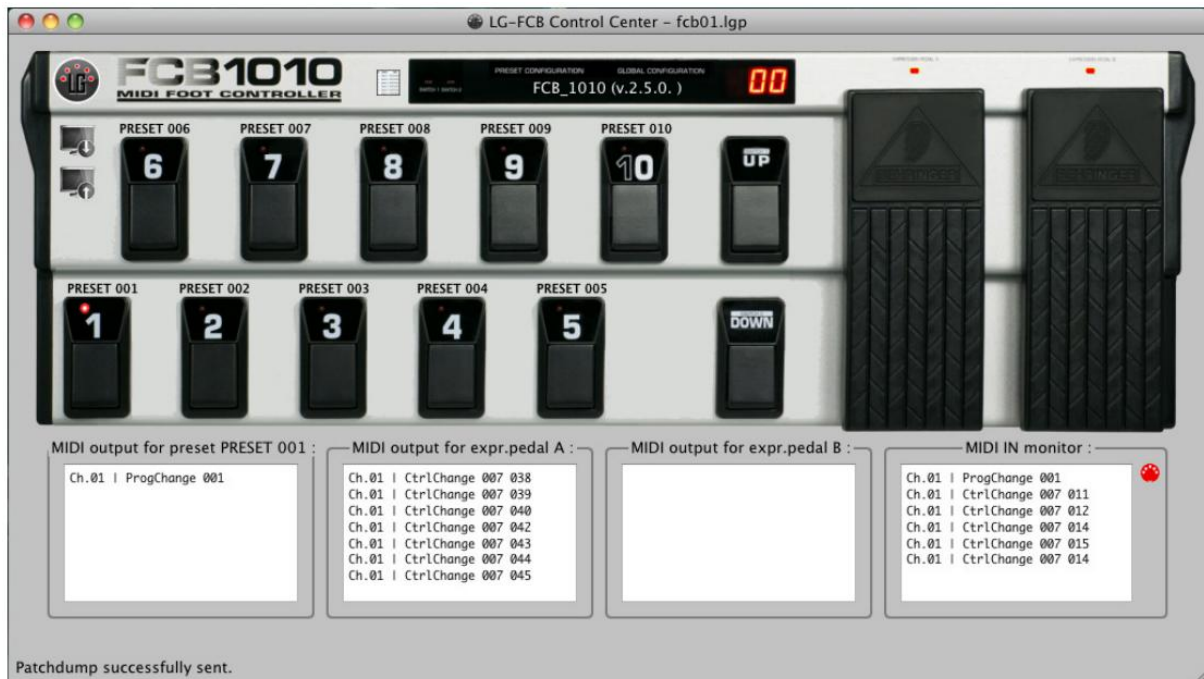 LG-FCB Control Center – fcb01.lgp
LG
FCB1010
MIDI FOOT CONTROLLER
PRESET CONFIGURATION GLOBAL CONFIGURATION
SWITCH 1 SWITCH 2
FCB_1010 (v.2.5.0. )
00
PRESET 006 PRESET 007 PRESET 008 PRESET 009 PRESET 010
6 7 8 9 10 UP
PRESET 001 PRESET 002 PRESET 003 PRESET 004 PRESET 005
1 2 3 4 5 DOWN
MIDI output for preset PRESET 001 :
Ch.01 | ProgChange 001
MIDI output for expr.pedal A :
Ch.01 | CtrlChange 007 038
Ch.01 | CtrlChange 007 039
Ch.01 | CtrlChange 007 040
Ch.01 | CtrlChange 007 042
Ch.01 | CtrlChange 007 043
Ch.01 | CtrlChange 007 044
Ch.01 | CtrlChange 007 045
MIDI output for expr.pedal B :
MIDI IN monitor :
Ch.01 | ProgChange 001
Ch.01 | CtrlChange 007 011
Ch.01 | CtrlChange 007 012
Ch.01 | CtrlChange 007 014
Ch.01 | CtrlChange 007 015
Ch.01 | CtrlChange 007 014
Patchdump successfully sent.